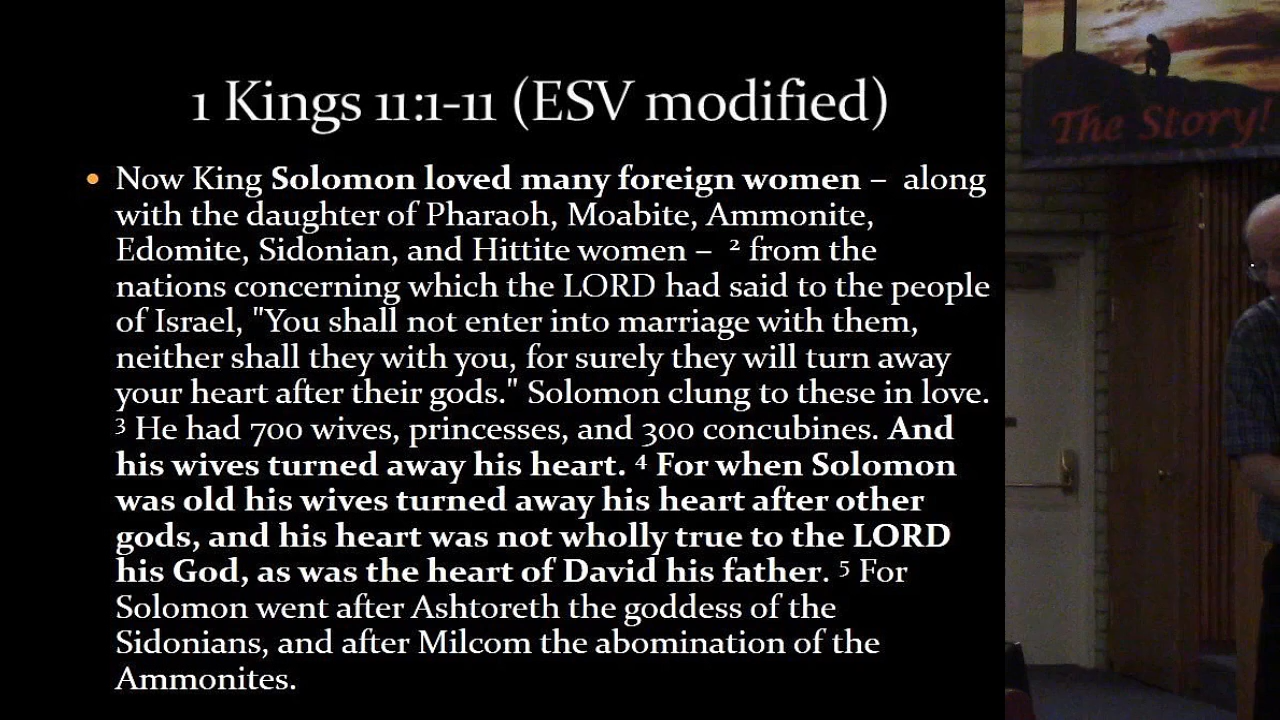 1 Kings 11:1-11 (ESV modified)
• Now King Solomon loved many foreign women – along
with the daughter of Pharaoh, Moabite, Ammonite,
Edomite, Sidonian, and Hittite women – ² from the
nations concerning which the LORD had said to the people
of Israel, "You shall not enter into marriage with them,
neither shall they with you, for surely they will turn away
your heart after their gods." Solomon clung to these in love.
³ He had 700 wives, princesses, and 300 concubines. And
his wives turned away his heart. ⁴ For when Solomon
was old his wives turned away his heart after other
gods, and his heart was not wholly true to the LORD
his God, as was the heart of David his father. ⁵ For
Solomon went after Ashtoreth the goddess of the
Sidonians, and after Milcom the abomination of the
Ammonites.
The Story!